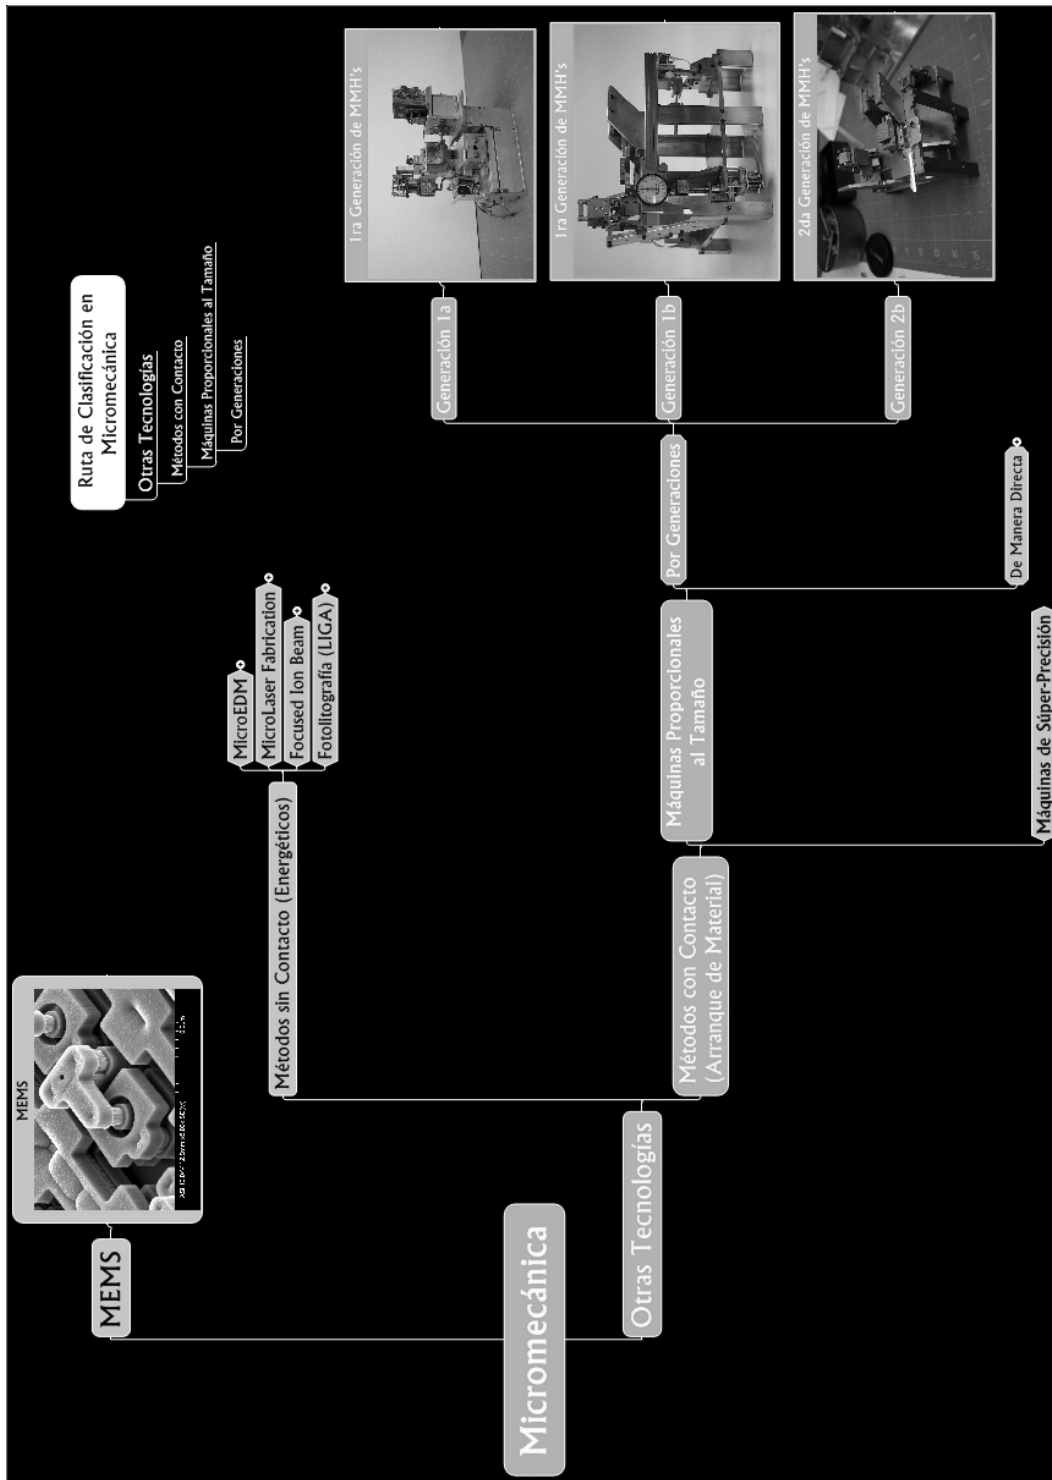 Micromecánica
MEMS
MEMS
Otras Tecnologías
Métodos sin Contacto (Energéticos)
MicroEDM
MicroLaser Fabrication
Focused Ion Beam
Fotolitografía (LIGA)
Métodos con Contacto
(Arranque de Material)
Máquinas Proporcionales
al Tamaño
Por Generaciones
Generación 1a
1ra Generación de MMH's
Generación 1b
1ra Generación de MMH's
Generación 2b
2da Generación de MMH's
De Manera Directa
Máquinas de Súper-Precisión
Ruta de Clasificación en
Micromecánica
Otras Tecnologías
Métodos con Contacto
Máquinas Proporcionales al Tamaño
Por Generaciones